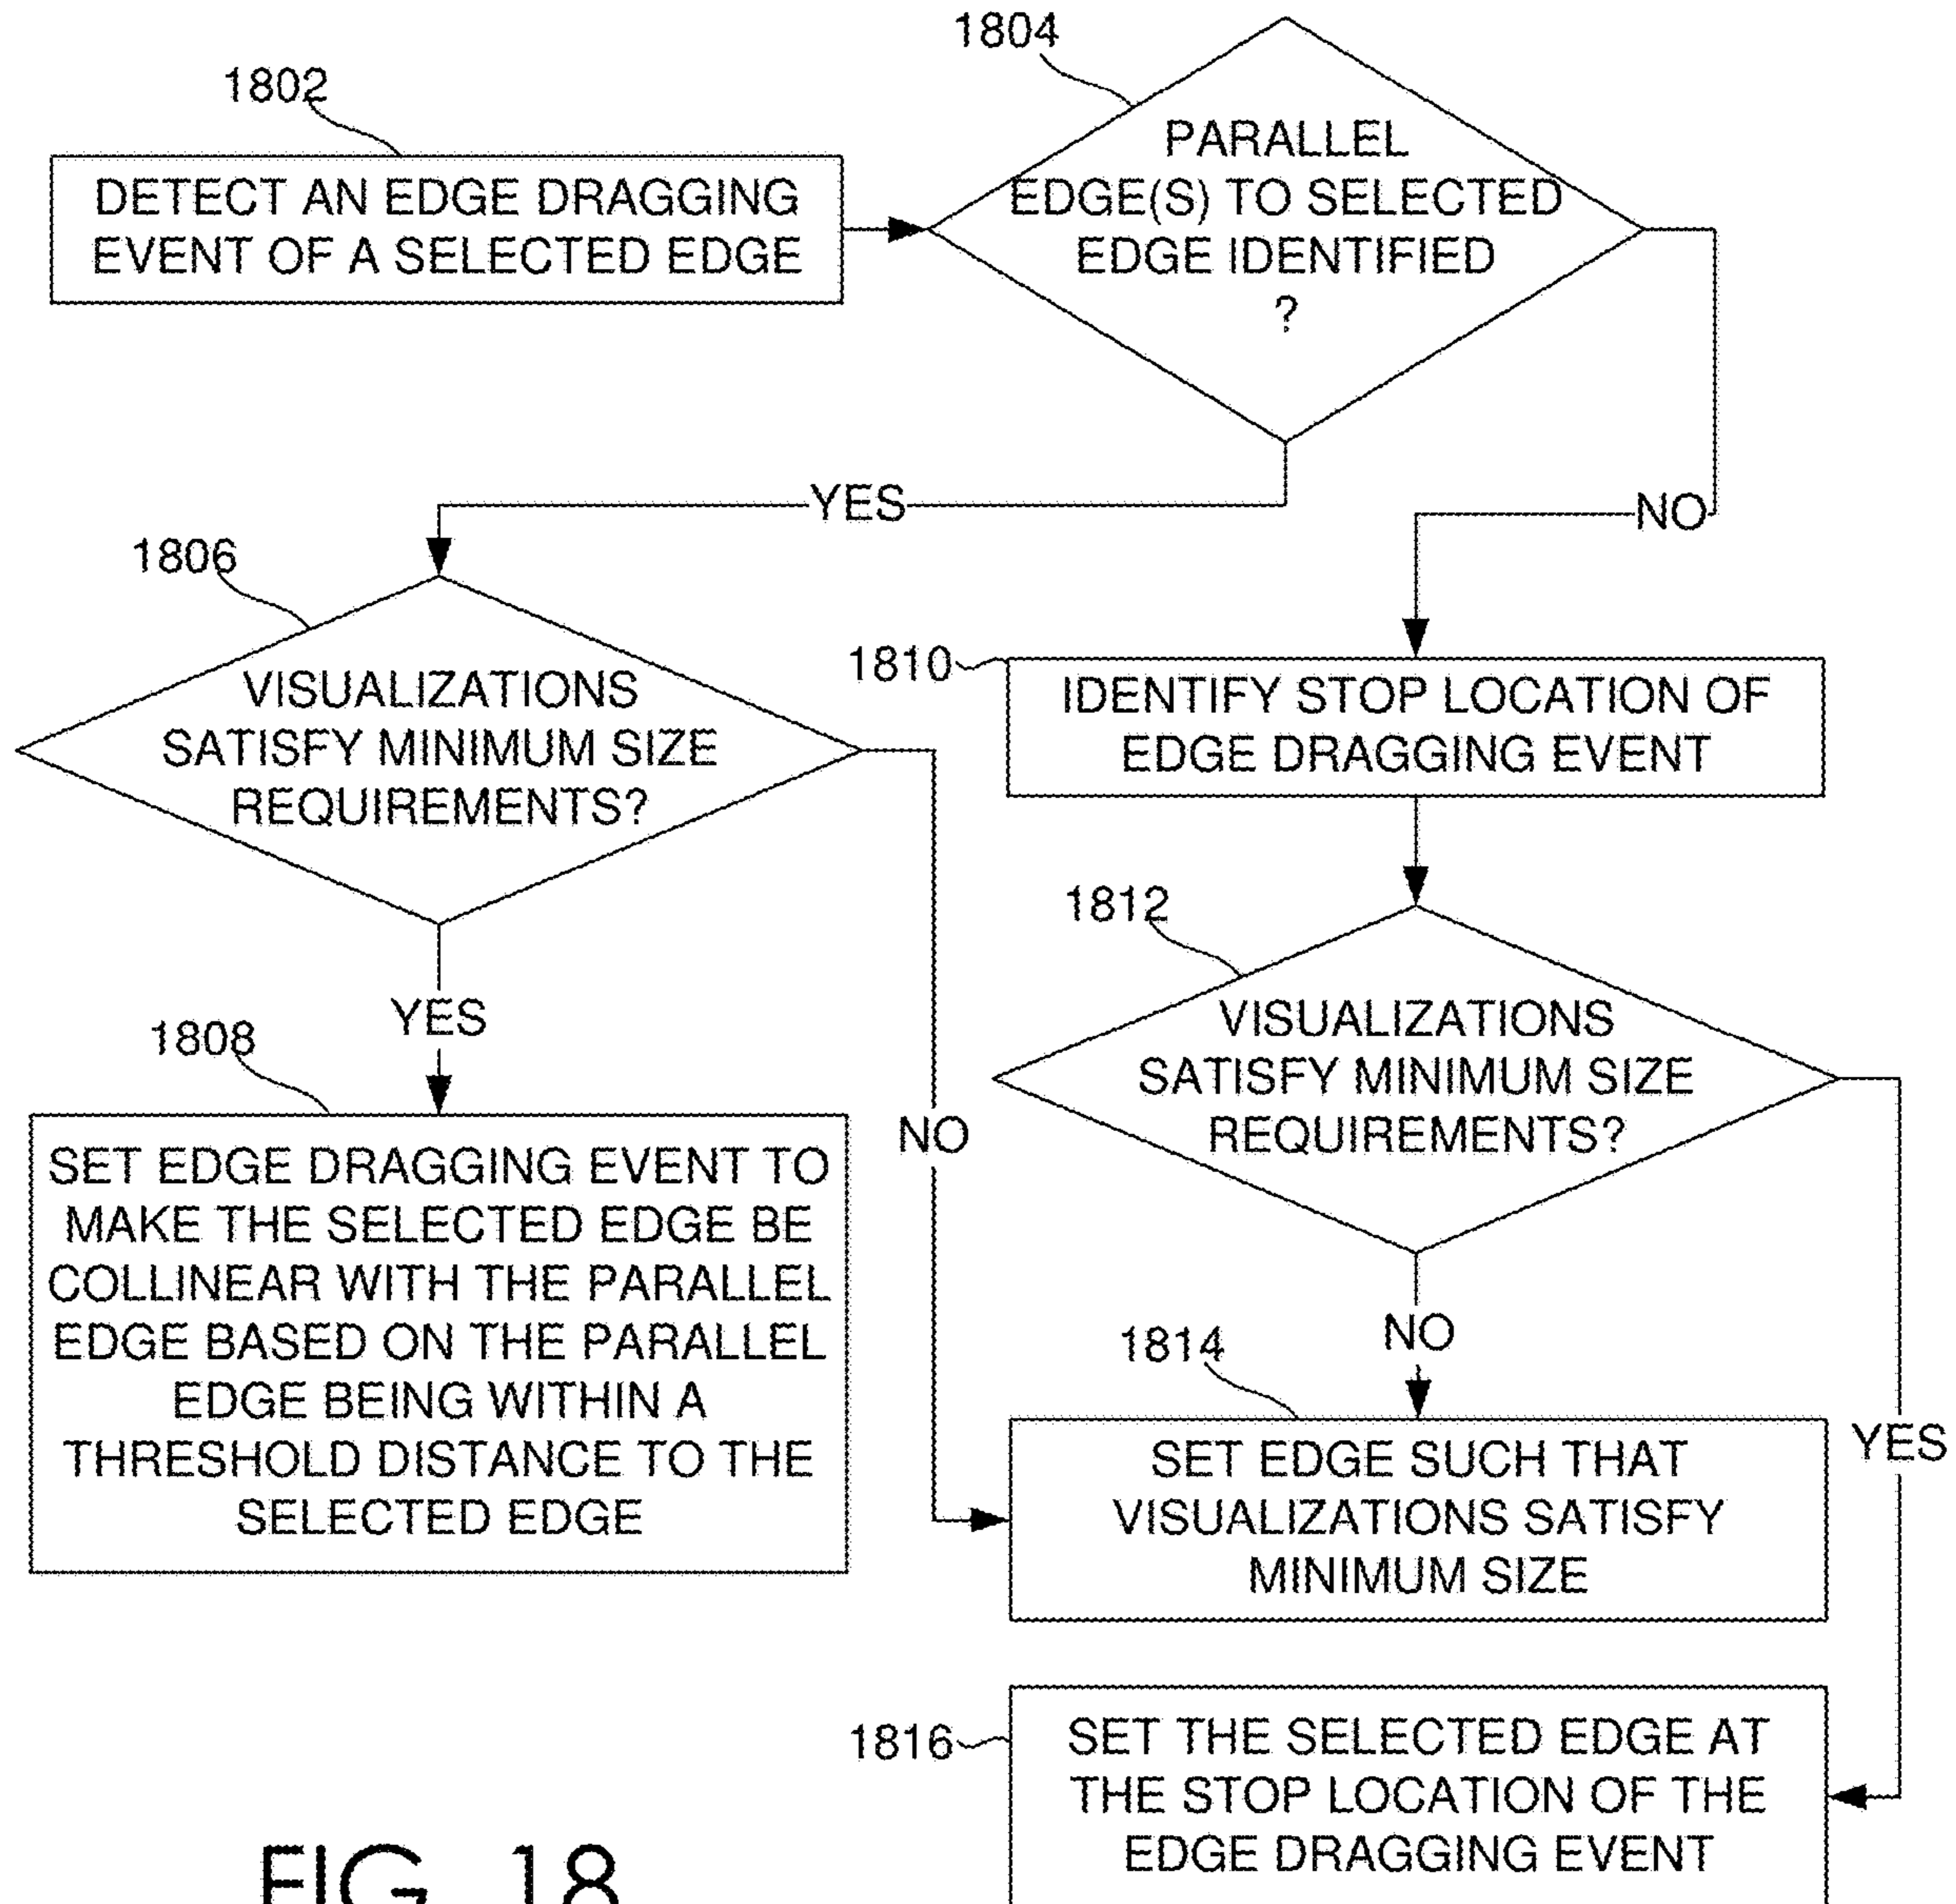 1802
DETECT AN EDGE DRAGGING
EVENT OF A SELECTED EDGE
1804
PARALLEL
EDGE(S) TO SELECTED
EDGE IDENTIFIED
?
YES
NO
1806
VISUALIZATIONS
SATISFY MINIMUM SIZE
REQUIREMENTS?
YES
NO
1808
SET EDGE DRAGGING EVENT TO
MAKE THE SELECTED EDGE BE
COLLINEAR WITH THE PARALLEL
EDGE BASED ON THE PARALLEL
EDGE BEING WITHIN A
THRESHOLD DISTANCE TO THE
SELECTED EDGE
1810
IDENTIFY STOP LOCATION OF
EDGE DRAGGING EVENT
1812
VISUALIZATIONS
SATISFY MINIMUM SIZE
REQUIREMENTS?
NO
YES
1814
SET EDGE SUCH THAT
VISUALIZATIONS SATISFY
MINIMUM SIZE
1816
SET THE SELECTED EDGE AT
THE STOP LOCATION OF THE
EDGE DRAGGING EVENT
FIG. 18